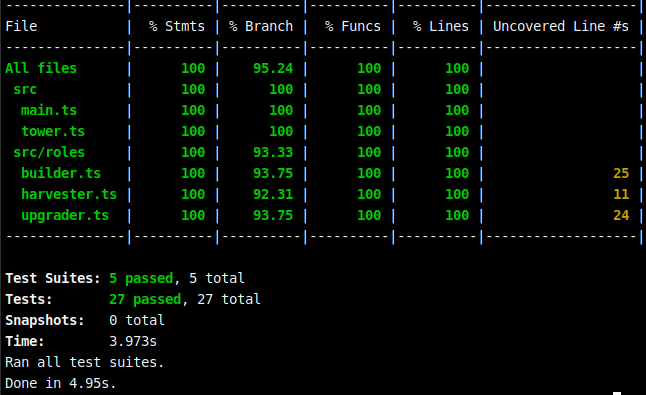 ---------------|----------|----------|----------|----------|-------------------|
File           |  % Stmts | % Branch |  % Funcs |  % Lines | Uncovered Line #s |
---------------|----------|----------|----------|----------|-------------------|
All files      |      100 |    95.24 |      100 |      100 |                   |
 src           |      100 |      100 |      100 |      100 |                   |
  main.ts      |      100 |      100 |      100 |      100 |                   |
  tower.ts     |      100 |      100 |      100 |      100 |                   |
 src/roles     |      100 |    93.33 |      100 |      100 |                   |
  builder.ts   |      100 |    93.75 |      100 |      100 |                25 |
  harvester.ts |      100 |    92.31 |      100 |      100 |                11 |
  upgrader.ts  |      100 |    93.75 |      100 |      100 |                24 |
---------------|----------|----------|----------|----------|-------------------|
Test Suites: 5 passed, 5 total
Tests:       27 passed, 27 total
Snapshots:   0 total
Time:        3.973s
Ran all test suites.
Done in 4.95s.